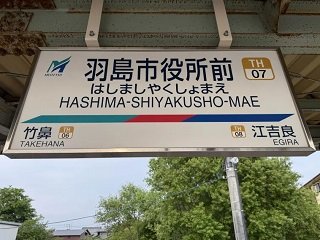 MEITETSU
羽島市役所前
TH
07
はしましやくしょまえ
HASHIMA-SHIYAKUSHO-MAE
竹鼻
TH
06
TAKEHANA
TH
08
江吉良
EGIRA